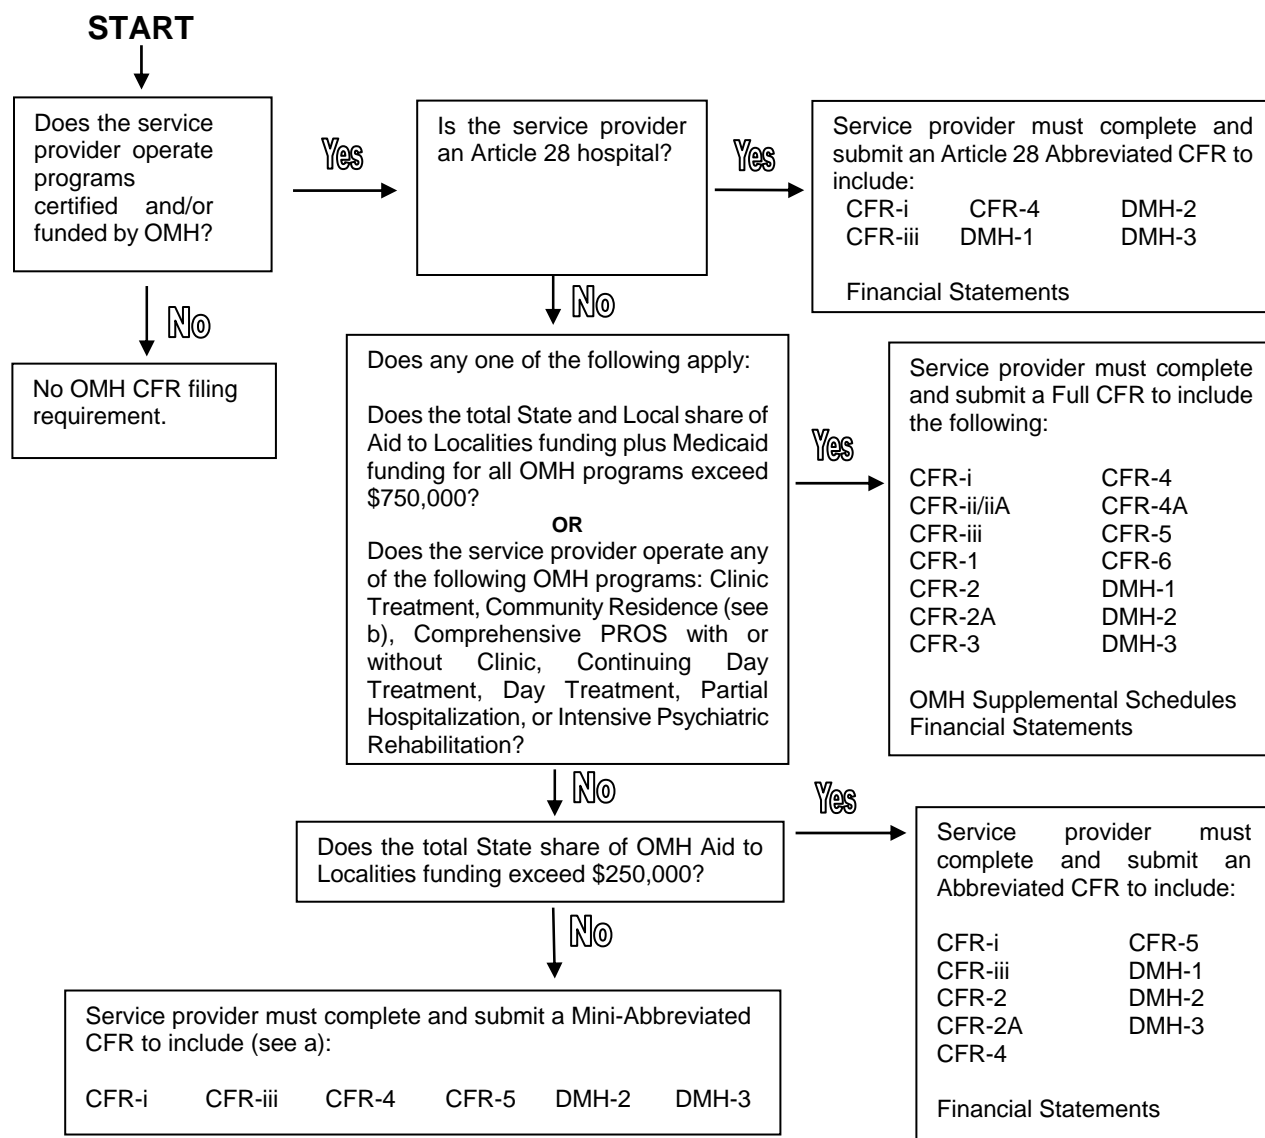 START
Does the service
provider operate
programs
certified and/or
funded by OMH?
Yes
Is the service provider
an Article 28 hospital?
Yes
Service provider must complete and
submit an Article 28 Abbreviated CFR to
include:
CFR-i CFR-4 DMH-2
CFR-iii DMH-1 DMH-3
Financial Statements
No
No OMH CFR filing
requirement.
No
Does any one of the following apply:
Does the total State and Local share of
Aid to Localities funding plus Medicaid
funding for all OMH programs exceed
$750,000?
OR
Does the service provider operate any
of the following OMH programs: Clinic
Treatment, Community Residence (see
b), Comprehensive PROS with or
without Clinic, Continuing Day
Treatment, Day Treatment, Partial
Hospitalization, or Intensive Psychiatric
Rehabilitation?
Yes
Service provider must complete
and submit a Full CFR to include
the following:
CFR-i CFR-4
CFR-ii/iiA CFR-4A
CFR-iii CFR-5
CFR-1 CFR-6
CFR-2 DMH-1
CFR-2A DMH-2
CFR-3 DMH-3
OMH Supplemental Schedules
Financial Statements
No
Does the total State share of OMH Aid to
Localities funding exceed $250,000?
Yes
Service provider must
complete and submit an
Abbreviated CFR to include:
CFR-i CFR-5
CFR-iii DMH-1
CFR-2 DMH-2
CFR-2A DMH-3
CFR-4
Financial Statements
No
Service provider must complete and submit a Mini-Abbreviated
CFR to include (see a):
CFR-i CFR-iii CFR-4 CFR-5 DMH-2 DMH-3